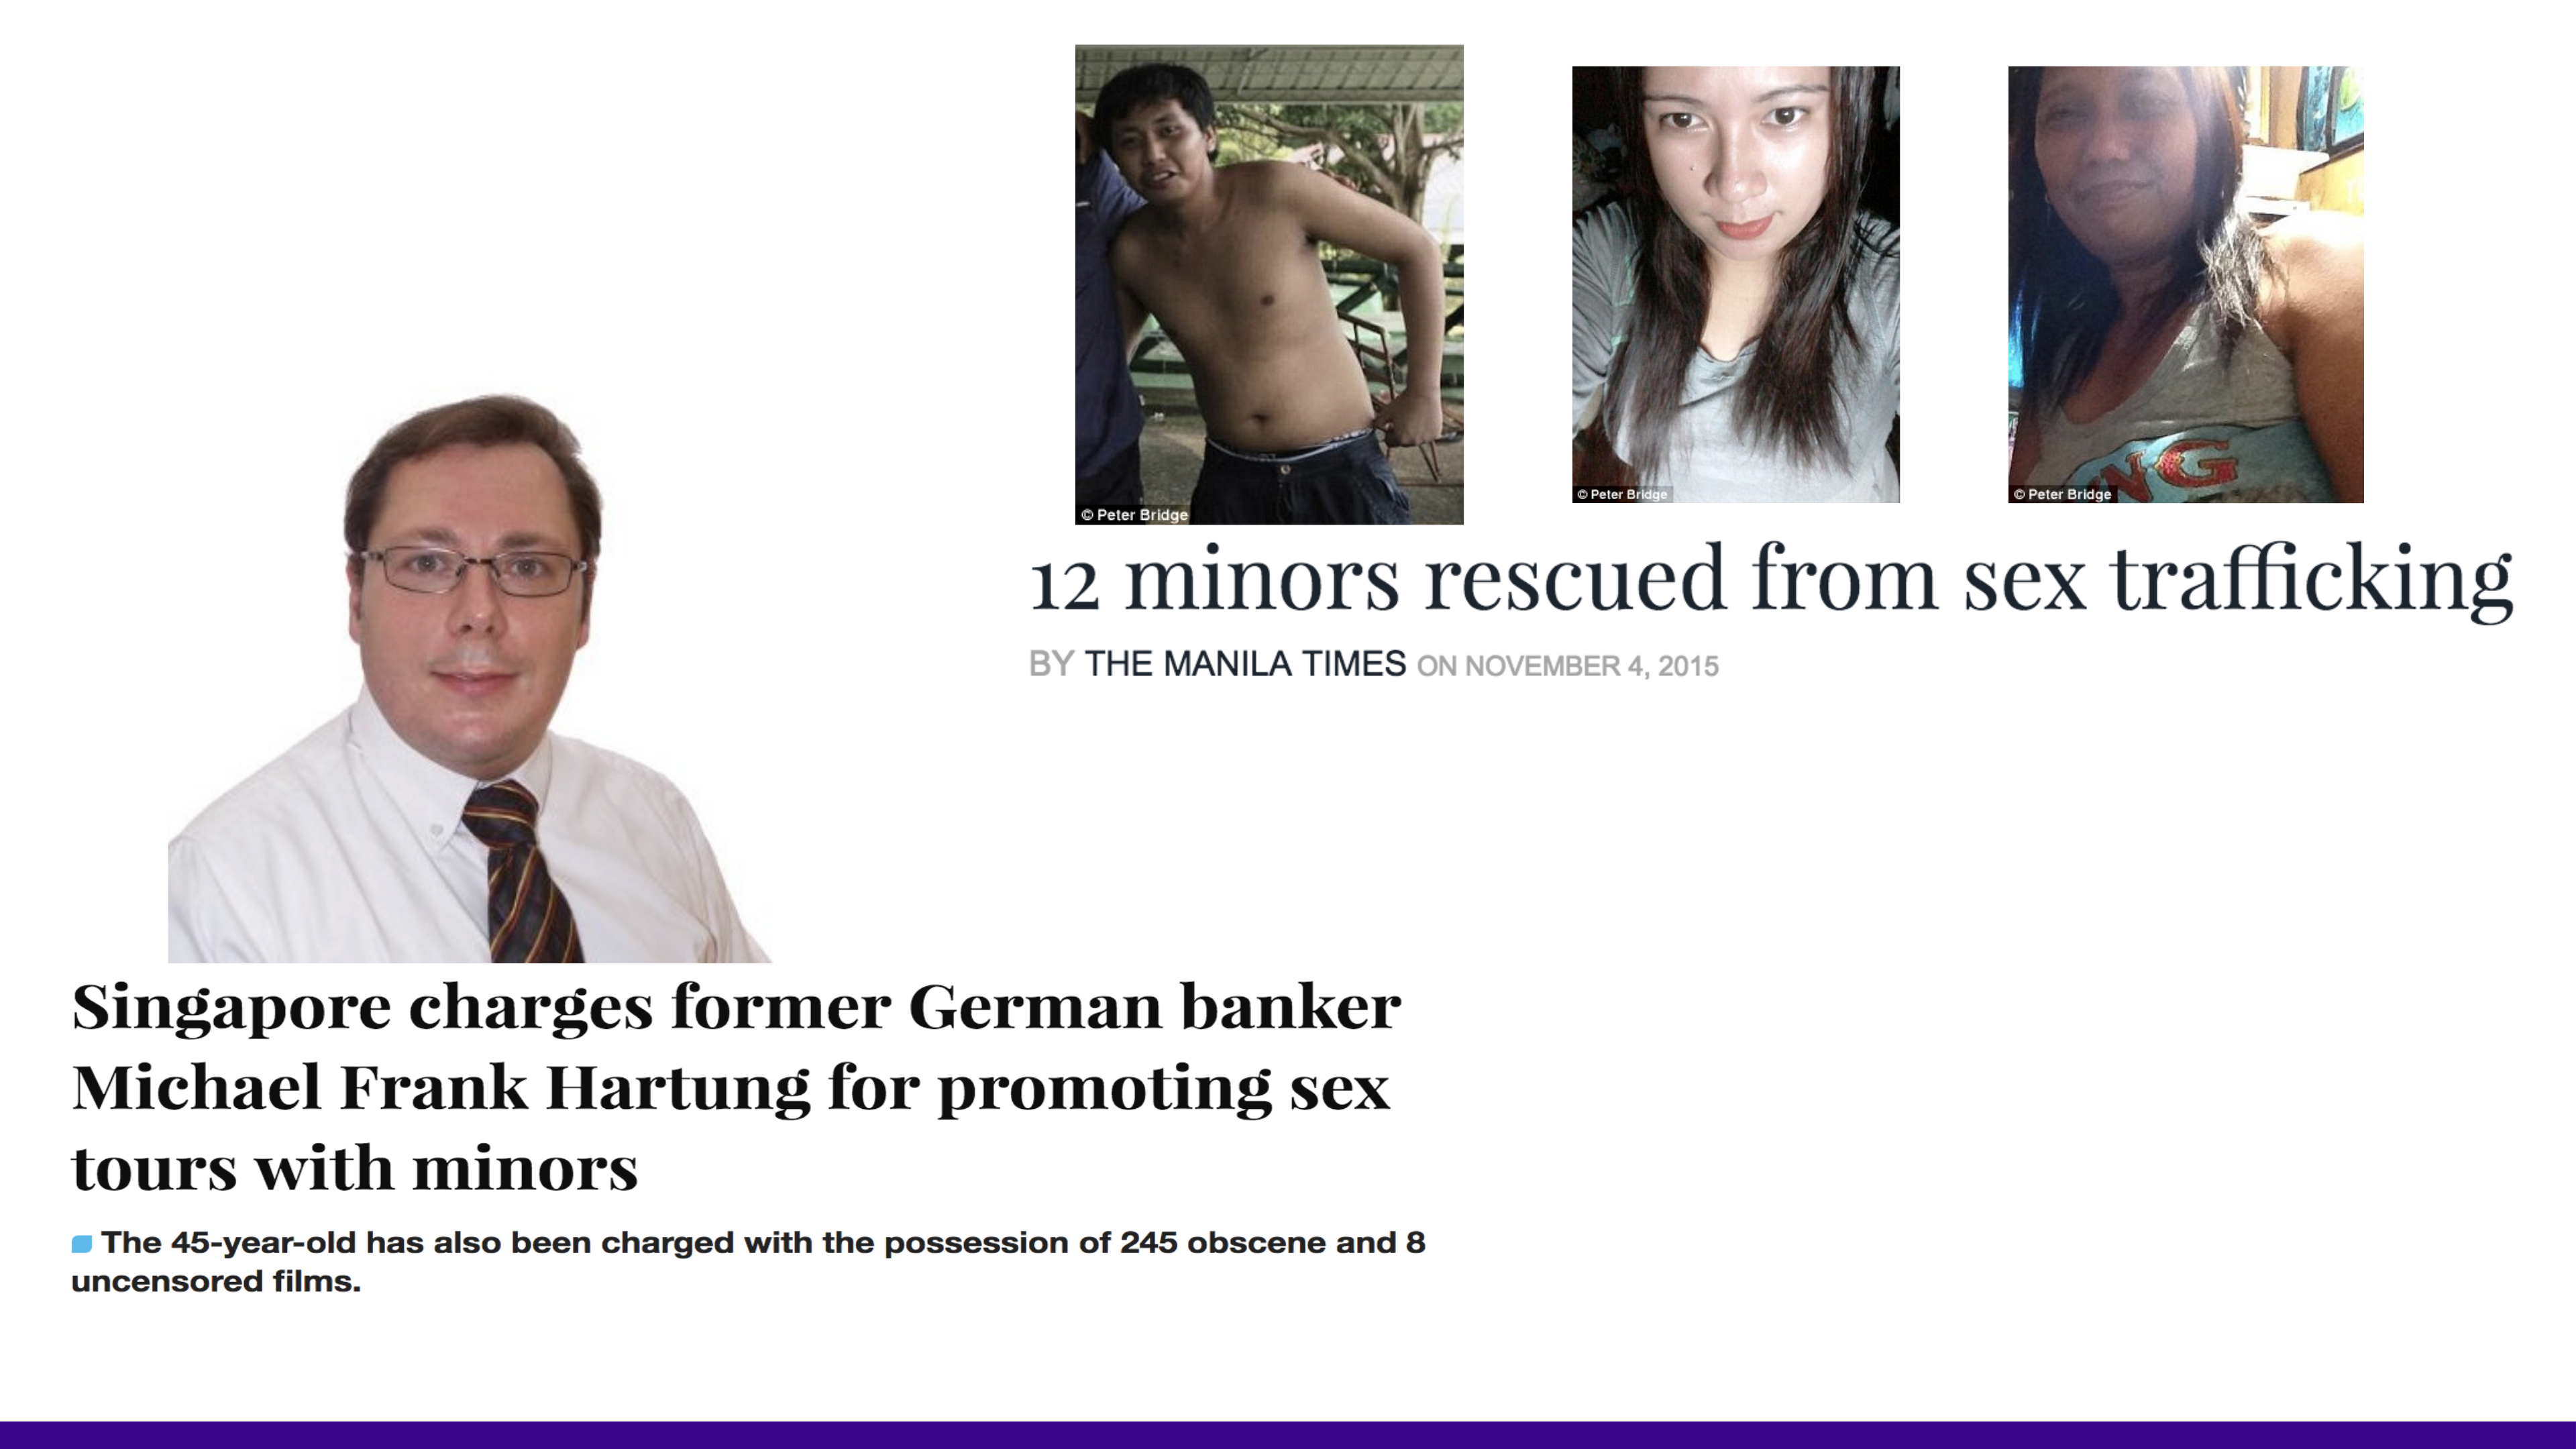 © Peter Bridge
© Peter Bridge
© Peter Bridge
NG
12 minors rescued from sex trafficking
BY THE MANILA TIMES ON NOVEMBER 4, 2015
Singapore charges former German banker
Michael Frank Hartung for promoting sex
tours with minors
The 45-year-old has also been charged with the possession of 245 obscene and 8
uncensored films.